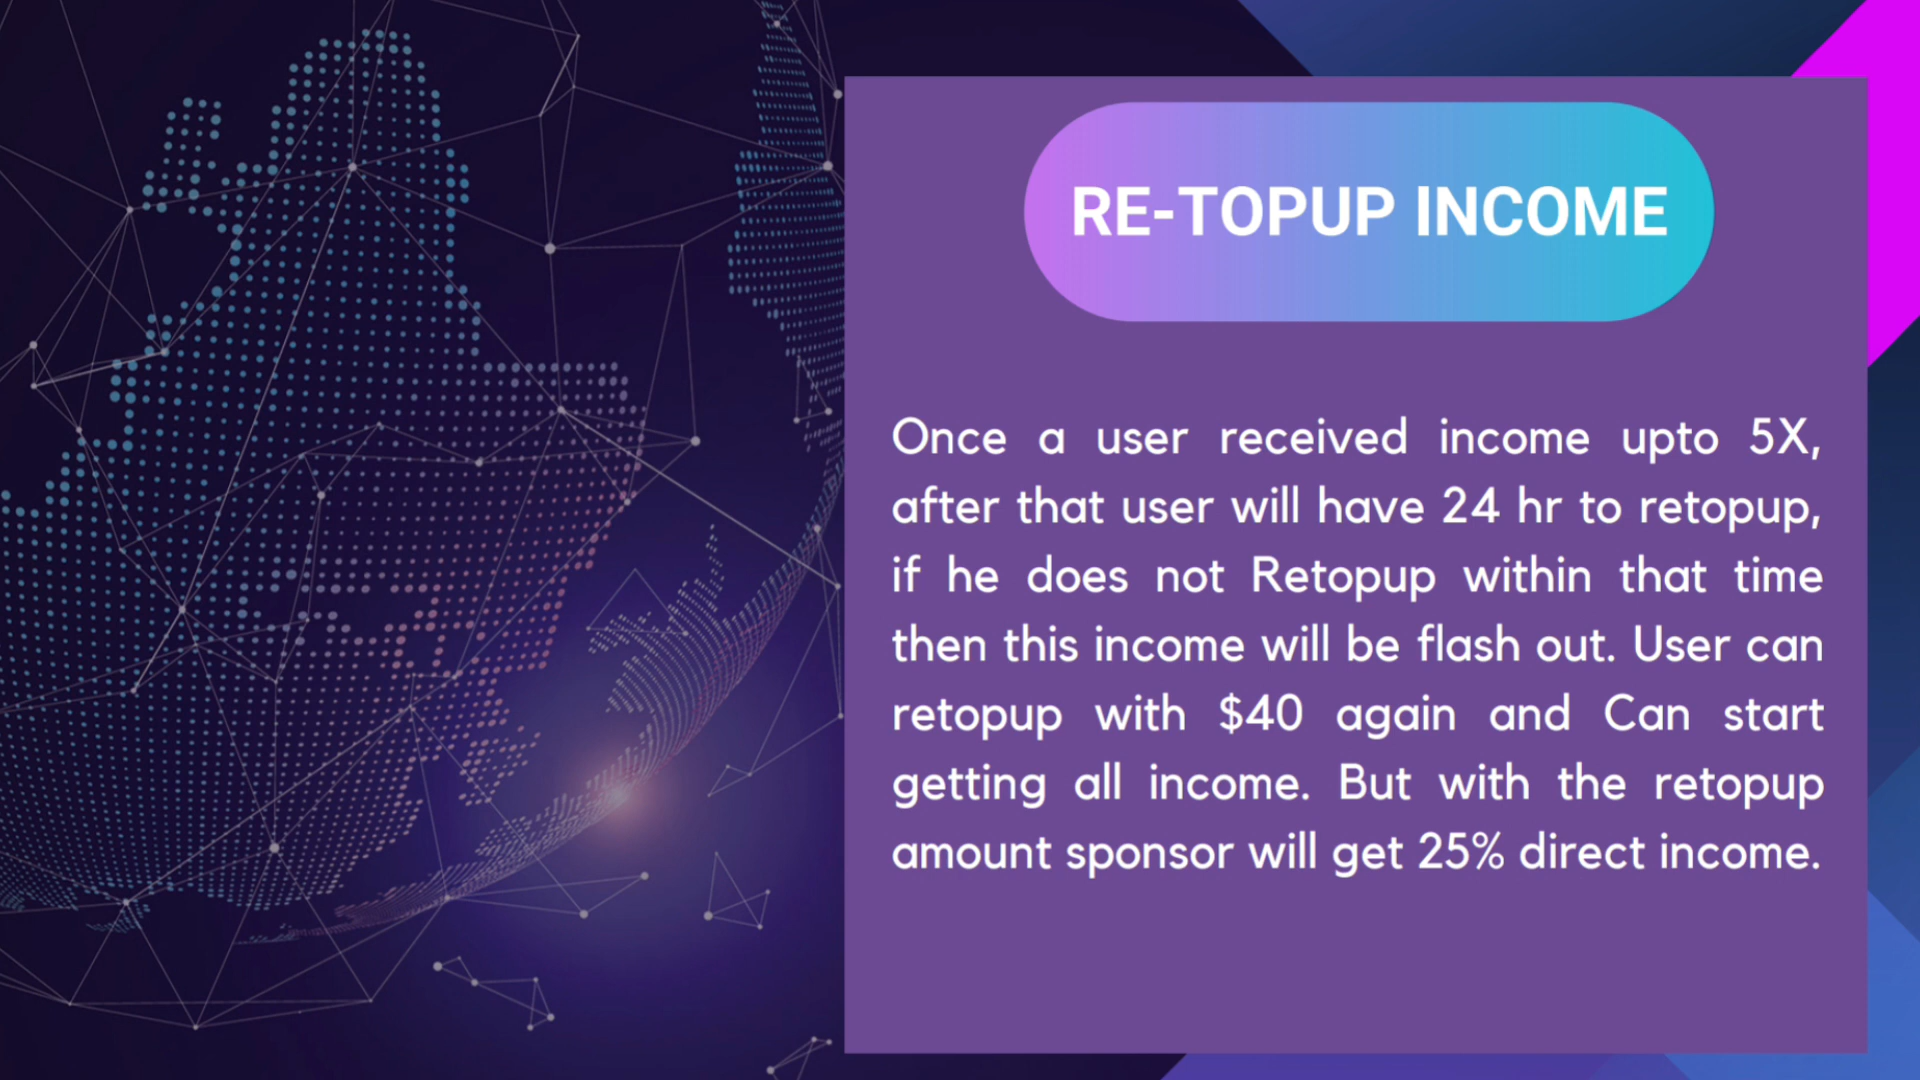 RE-TOPUP INCOME
Once a user received income upto 5X,
after that user will have 24 hr to retopup,
if he does not Retopup within that time
then this income will be flash out. User can
retopup with $40 again and Can start
getting all income. But with the retopup
amount sponsor will get 25% direct income.